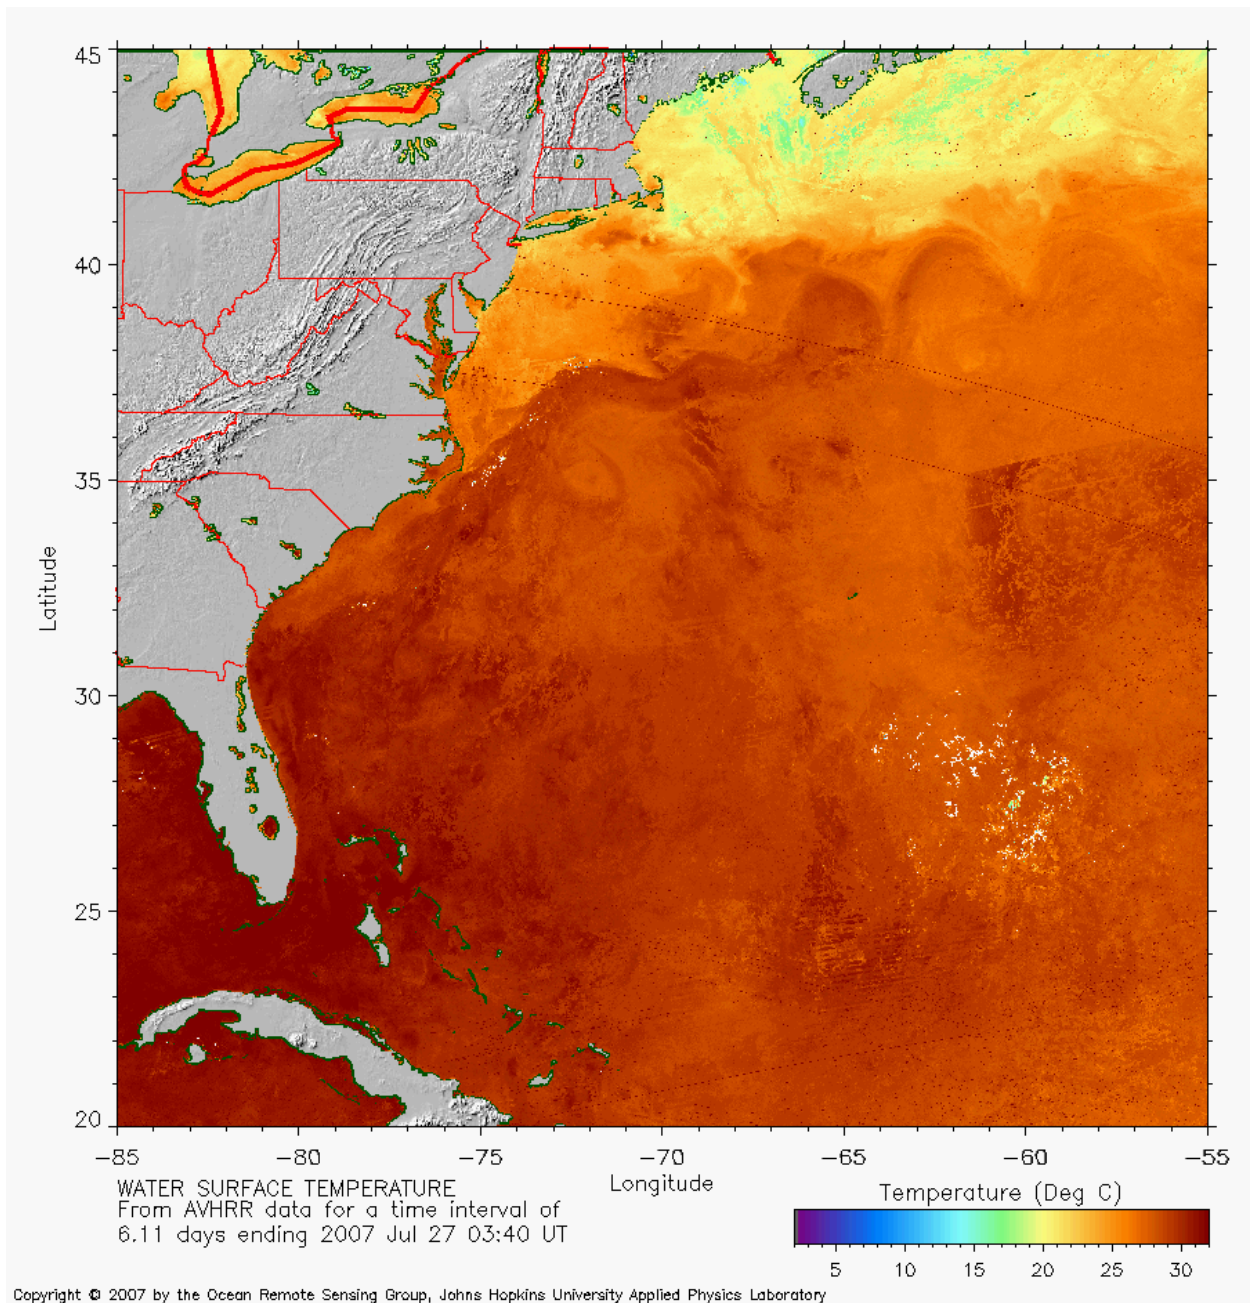 45
40
35
30
25
20
Latitude
-85 -80 -75 -70 -65 -60 -55
Longitude
WATER SURFACE TEMPERATURE
From AVHRR data for a time interval of
6.11 days ending 2007 Jul 27 03:40 UT
Temperature (Deg C)
5 10 15 20 25 30
Copyright © 2007 by the Ocean Remote Sensing Group, Johns Hopkins University Applied Physics Laboratory